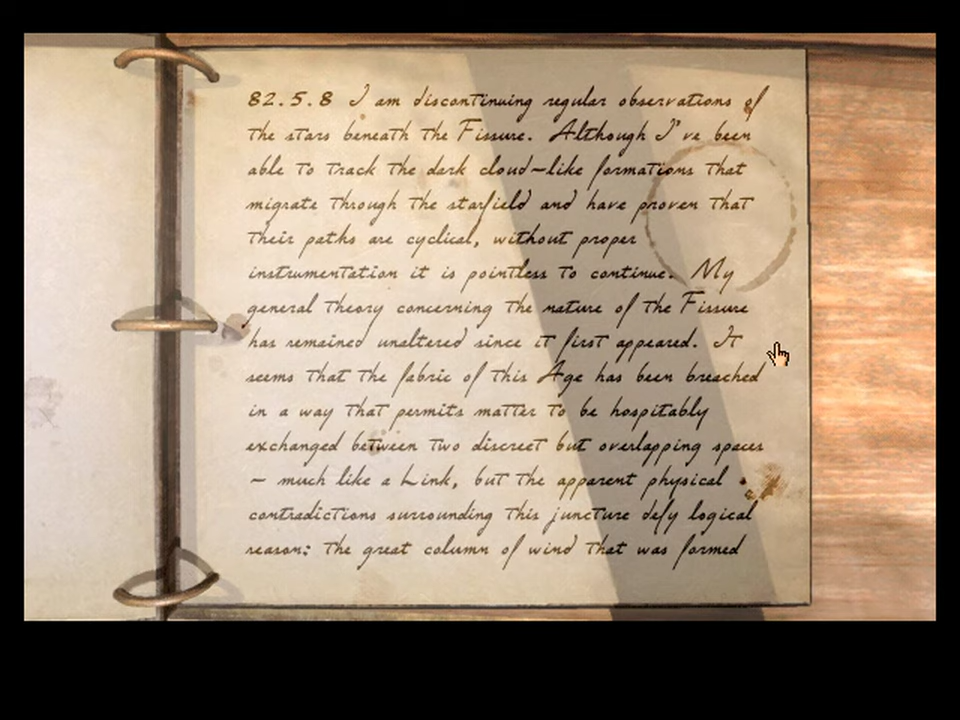 82.5.8 I am discontinuing regular observations of
the stars beneath the Fissure. Although I've been
able to track the dark cloud-like formations that
migrate through the starfield and have proven that
their paths are cyclical, without proper
instrumentation it is pointless to continue. My
general theory concerning the nature of the Fissure
has remained unaltered since it first appeared. It
seems that the fabric of this Age has been breached
in a way that permits matter to be hospitably
exchanged between two discreet but overlapping spaces
- much like a Link, but the apparent physical
contradictions surrounding this juncture defy logical
reason: the great column of wind that was formed